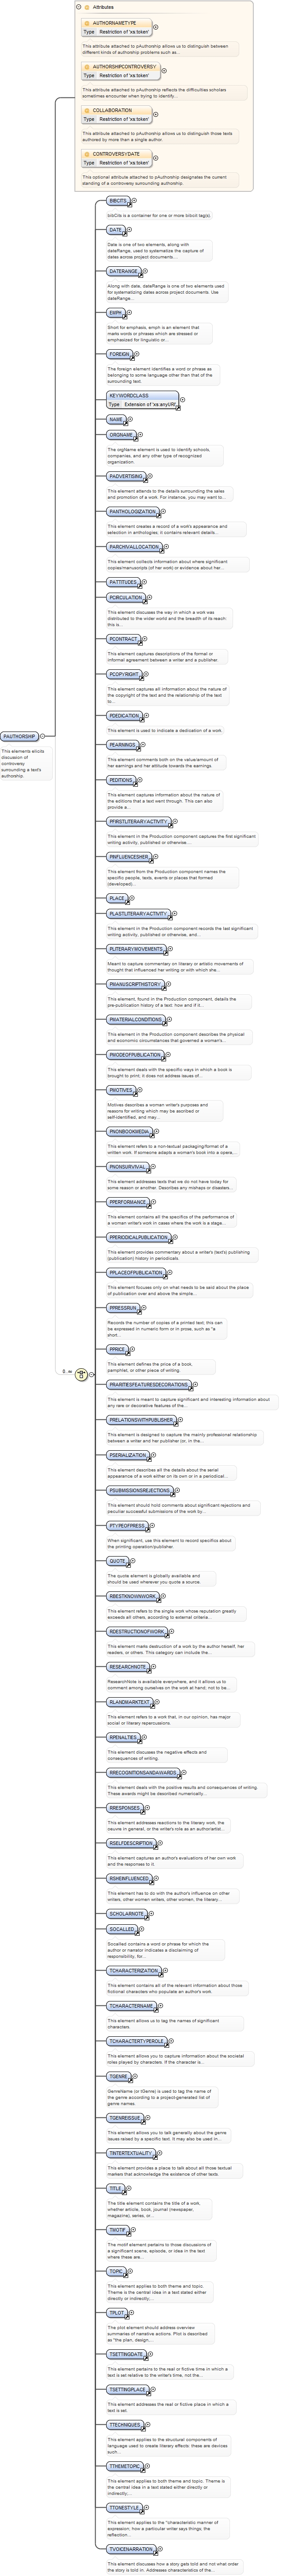 Attributes
AUTHORNAMETYPE
Type Restriction of 'xs:token'
This attribute attached to pAuthorship allows us to distinguish between
different kinds of authorship problems such as...
AUTHORSHIPCONTROVERSY
Type Restriction of 'xs:token'
This attribute attached to pAuthorship reflects the difficulties scholars
sometimes encounter when trying to identify...
COLLABORATION
Type Restriction of 'xs:token'
This attribute attached to pAuthorship allows us to distinguish those texts
authored by more than a single author.
CONTROVERSYDATE
Type Restriction of 'xs:token'
This optional attribute attached to pAuthorship designates the current
standing of a controversy surrounding authorship.
BIBCITS
bibCits is a container for one or more bibcit tag(s).
DATE
Date is one of two elements, along with
dateRange, used to systematize the capture of
dates across project documents....
DATERANGE
Along with date, dateRange is one of two elements used
for systematizing dates across project documents. Use
dateRange...
EMPH
Short for emphasis, emph is an element that
marks words or phrases which are stressed or
emphasised for linguistic or...
FOREIGN
The foreign element identifies a word or phrase as
belonging to some language other than that of the
surrounding text.
KEYWORDCLASS
Type Extension of 'xs:anyURI'
NAME
ORGNAME
The orgName element is used to identify schools,
companies, and any other type of recognized
organization.
PADVERTISING
This element attends to the details surrounding the sales
and promotion of a work. For instance, you may want to...
PANTHOLOGIZATION
This element creates a record of a work's appearance and
selection in anthologies. It contains relevant details...
PARCHIVALLOCATION
This element collects information about where significant
copies/manuscripts (of her work) or evidence about her...
PATTITUDES
PCIRCULATION
This element discusses the way in which a work was
distributed to the wider world and the breadth of its reach.
this is...
PCONTRACT
This element captures descriptions of the formal or
informal agreement between a writer and a publisher.
PCOPYRIGHT
This element captures all information about the nature of
the copyright of the text and the relationship of the text
to...
PDEDICATION
This element is used to indicate a dedication of a work.
PEARNINGS
This element comments both on the value/amount of
her earnings and her attitude towards the earnings.
PEDITIONS
This element captures information about the nature of
the editions that a text went through. This can also
provide a...
PAUTHORSHIP
This elements elicits
discussion of
controversy
surrounding a text's
authorship.
PFIRSTLITERARYACTIVITY
This element in the Production component captures the first significant
writing activity, published or otherwise....
PINFLUENCESHER
This element from the Production component names the
specific people, texts, events or places that formed
(developed)...
PLACE
PLASTLITERARYACTIVITY
This element in the Production component records the last significant
writing activity, published or otherwise, and...
PLITERARYMOVEMENTS
Meant to capture commentary on literary or artistic movements of
thought that influenced her writing or with which she...
PMANUSCRIPTHISTORY
This element, found in the Production component, details the
pre-publication history of a text: how and if it...
PMATERIALCONDITIONS
This element in the Production component describes the physical
and economic circumstances that governed a women's...
PMODEOFPUBLICATION
This element deals with the specific ways in which a book is
brought to print. It does not address issues of...
PMOTIVES
Motives describes a woman writer's purposes and
reasons for writing which may be ascribed or
self-identified, and may...
PNONBOOKMEDIA
This element refers to a non-textual packaging/format of a
written work. If someone adapts a women's book into a opera,...
PNONSURVIVAL
This element addresses texts that we do not have today for
some reason or another. Describes any mishaps or disasters...
PPERFORMANCE
This element contains all the specifics of the performance of
a woman writer's work in cases where the work is a stage...
PPERIODICALPUBLICATION
This element provides commentary about a writer's (text's) publishing
(publication) history in periodicals.
PPLACEOFPUBLICATION
This element focuses only on what needs to be said about the place
of publication over and above the simple...
PPRESSRUN
Records the number of copies of a printed text; this can
be expressed in numeric form or in prose, such as "a
short...
PPRICE
This element defines the price of a book,
pamphlet, or other piece of writing.
0..∞
PRARITIESFEATURESDECORATIONS
This element is meant to capture significant and interesting information about
any rare or decorative features of the...
PRELATIONSWITHPUBLISHER
This element is designed to capture the mainly professional relationship
between a writer and her publisher (or, in the...
PSERIALIZATION
This element describes all the details about the serial
appearance of a work either on its own or in a periodical...
PSUBMISSIONSREJECTIONS
This element should hold comments about significant rejections and
peculiar successful submissions of the work by...
PTYPEOFPRESS
When significant, use this element to record specifics about
the printing operation/publisher.
QUOTE
The quote element is globally available and
should be used wherever you quote a source.
RBESTKNOWNWORK
This element refers to the single work whose reputation greatly
exceeds all others, according to external criteria...
RDESTRUCTIONOFWORK
This element marks destruction of a work by the author herself, her
readers, or others. This category can include the...
RESEARCHNOTE
ResearchNote is available everywhere, and it allows us to
comment among ourselves on the work at hand: not to be...
RLANDMARKTEXT
This element refers to a work that, in our opinion, has major
social or literary repercussions.
RPENALTIES
This element discusses the negative effects and
consequences of writing.
RRECOGNITIONSANDAWARDS
This element deals with the positive results and consequences of writing.
These awards might be described numerically...
RRESPONSES
This element addresses reactions to the literary work, the
oeuvre in general, or the writer's role as an authorialist...
RSELFDESCRIPTION
This element captures an author's evaluations of her own work
and the responses to it.
RSHEINFLUENCED
This element has to do with the author's influence on other
writers, other women writers, other women, the literary...
SCHOLARNOTE
SOCALLED
Socalled contains a word or phrase for which the
author or narrator indicates a disclaiming of
responsibility, for...
TCHARACTERIZATION
This element contains all of the relevant information about those
fictional characters who populate an author's work.
TCHARACTERNAME
This element allows us to tag the names of significant
characters.
TCHARACTERTYPEROLE
This element allows you to capture information about the societal
roles played by characters. If the character is...
TGENRE
GenreName (or tGenre) is used to tag the name of
the genre according to a project-generated list of
genre names.
TGENREISSUE
This element allows you to talk generally about the genre
issues raised by a specific text. It may also be used in...
TINTERTEXTUALITY
This element provides a place to talk about all those textual
markers that acknowledge the existence of other texts.
TITLE
The title element contains the title of a work,
whether article, book, journal (newspaper,
magazine), series, or...
TMOTIF
The motif element pertains to those discussions of
a significant scene, episode, or idea in the text
where these are...
TOPIC
This element applies to both theme and topic.
Theme is the central idea in a text stated either
directly or indirectly,...
TPLOT
The plot element should address overview
summaries of narrative actions. Plot is described
as "the plan, design,...
TSETTINGDATE
This element pertains to the real or fictive time in which a
text is set relative to the writer's time, not the...
TSETTINGPLACE
This element addresses the real or fictive place in which a
text is set.
TTECHNIQUES
This element applies to the structural components of
language used to create literary effects: these are devices
such...
TTHEMETOPIC
This element applies to both theme and topic. Theme is
the central idea in a text stated either directly or
indirectly,...
TTONESTYLE
This element applies to the "characteristic manner of
expression; how a particular writer says things; the
reflection...
TVOICENARRATION
This element discusses how a story gets told and not what order
the story is told in. Addresses characteristics of the...